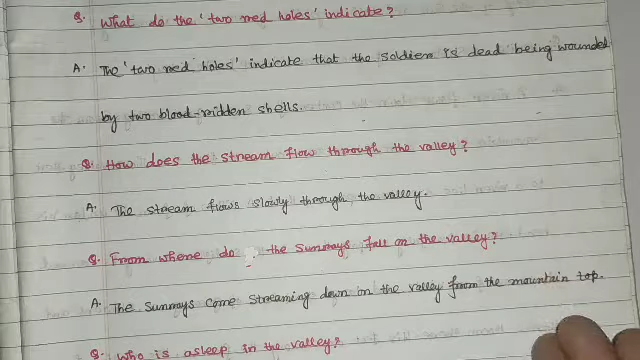 Q. What do the 'two red holes' indicate?
A. The 'two red holes' indicate that the soldier is dead being wounded
by two blood-ridden shells.
Q. How does the stream flow through the valley?
A. The stream flows slowly through the valley.
Q. From where do the sunrays fall on the valley?
A. The sunrays come streaming down on the valley from the mountain top.
Q. Who is asleep in the valley?